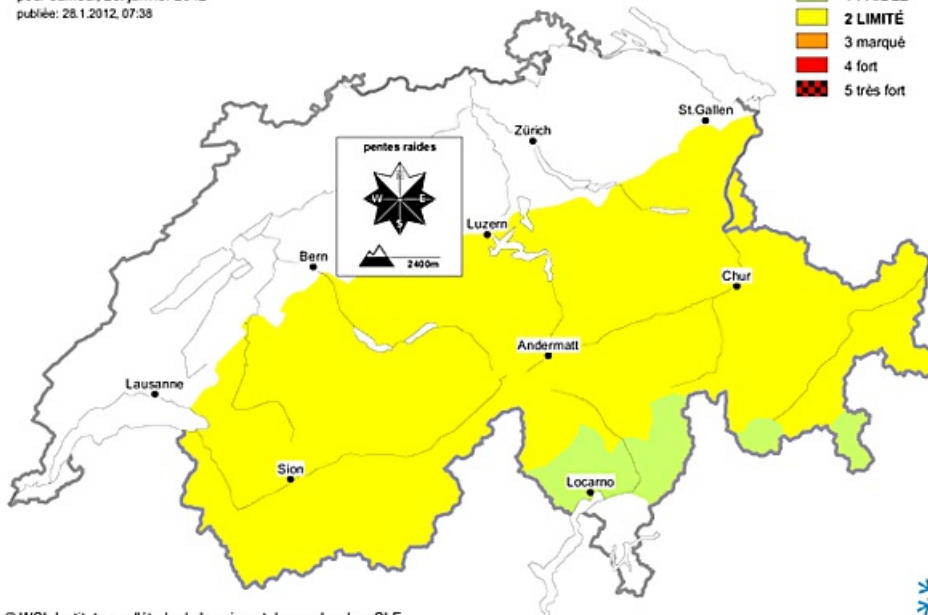 publiée: 28.1.2012, 07:38
2 LIMITÉ
3 marqué
4 fort
5 très fort
St.Gallen
Zürich
pentes raides
N
W E
S
2400m
Luzern
Bern
Chur
Andermatt
Lausanne
Sion
Locarno